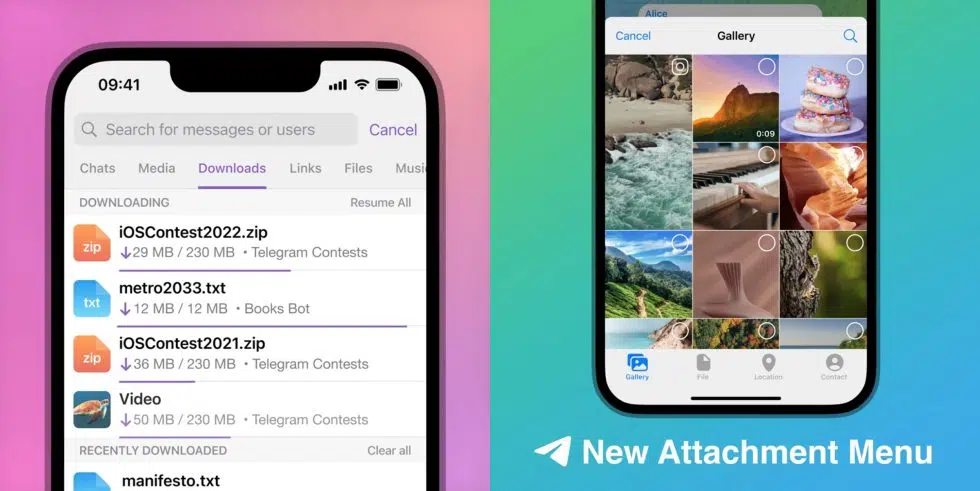 09:41
Search for messages or users
Cancel
Chats Media Downloads Links Files Music
DOWNLOADING Resume All
zip
iOSContest2022.zip
29 MB / 230 MB • Telegram Contests
txt
metro2033.txt
12 MB / 12 MB • Books Bot
zip
iOSContest2021.zip
36 MB / 230 MB • Telegram Contests
Video
50 MB / 230 MB • Telegram Contests
RECENTLY DOWNLOADED Clear all
manifesto.txt
Alice
Cancel Gallery
0:09
Gallery File Location Contact
New Attachment Menu